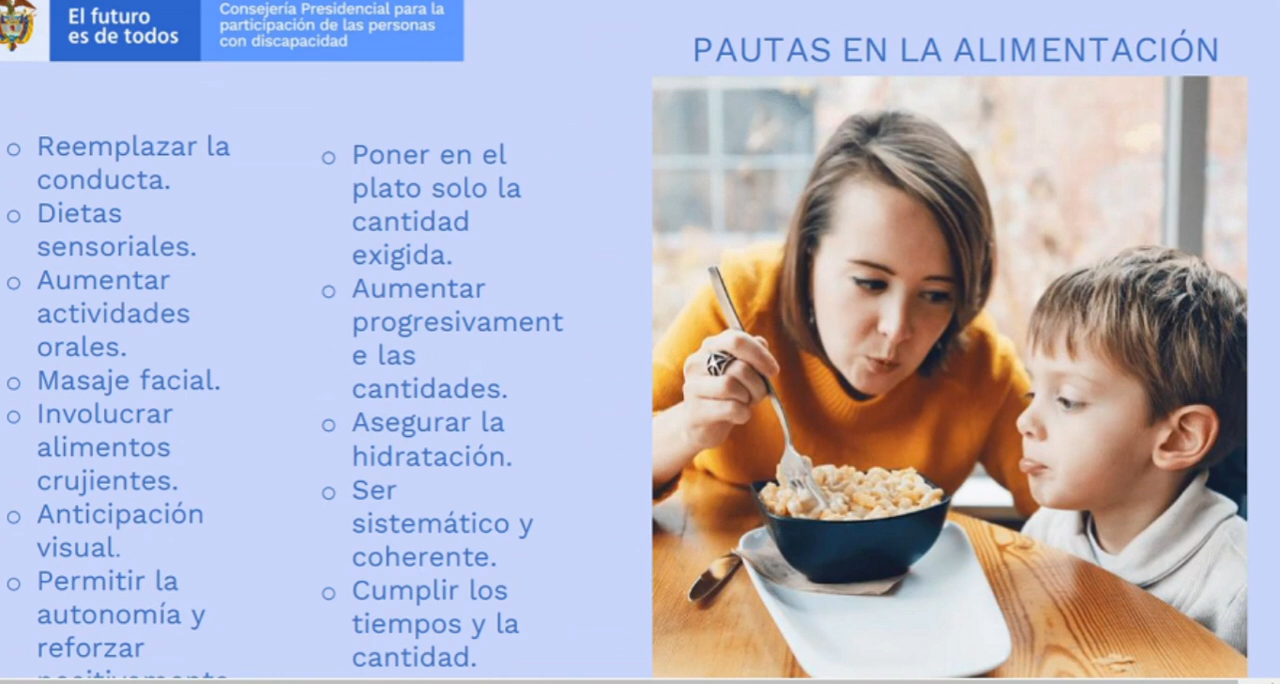 El futuro
es de todos
Consejería Presidencial para la
participación de las personas
con discapacidad
PAUTAS EN LA ALIMENTACIÓN
o Reemplazar la
conducta.
o Dietas
sensoriales.
o Aumentar
actividades
orales.
o Masaje facial.
o Involucrar
alimentos
crujientes.
o Anticipación
visual.
o Permitir la
autonomía y
reforzar
positivamente
o Poner en el
plato solo la
cantidad
exigida.
o Aumentar
progresivament
e las
cantidades.
o Asegurar la
hidratación.
o Ser
sistemático y
coherente.
o Cumplir los
tiempos y la
cantidad.